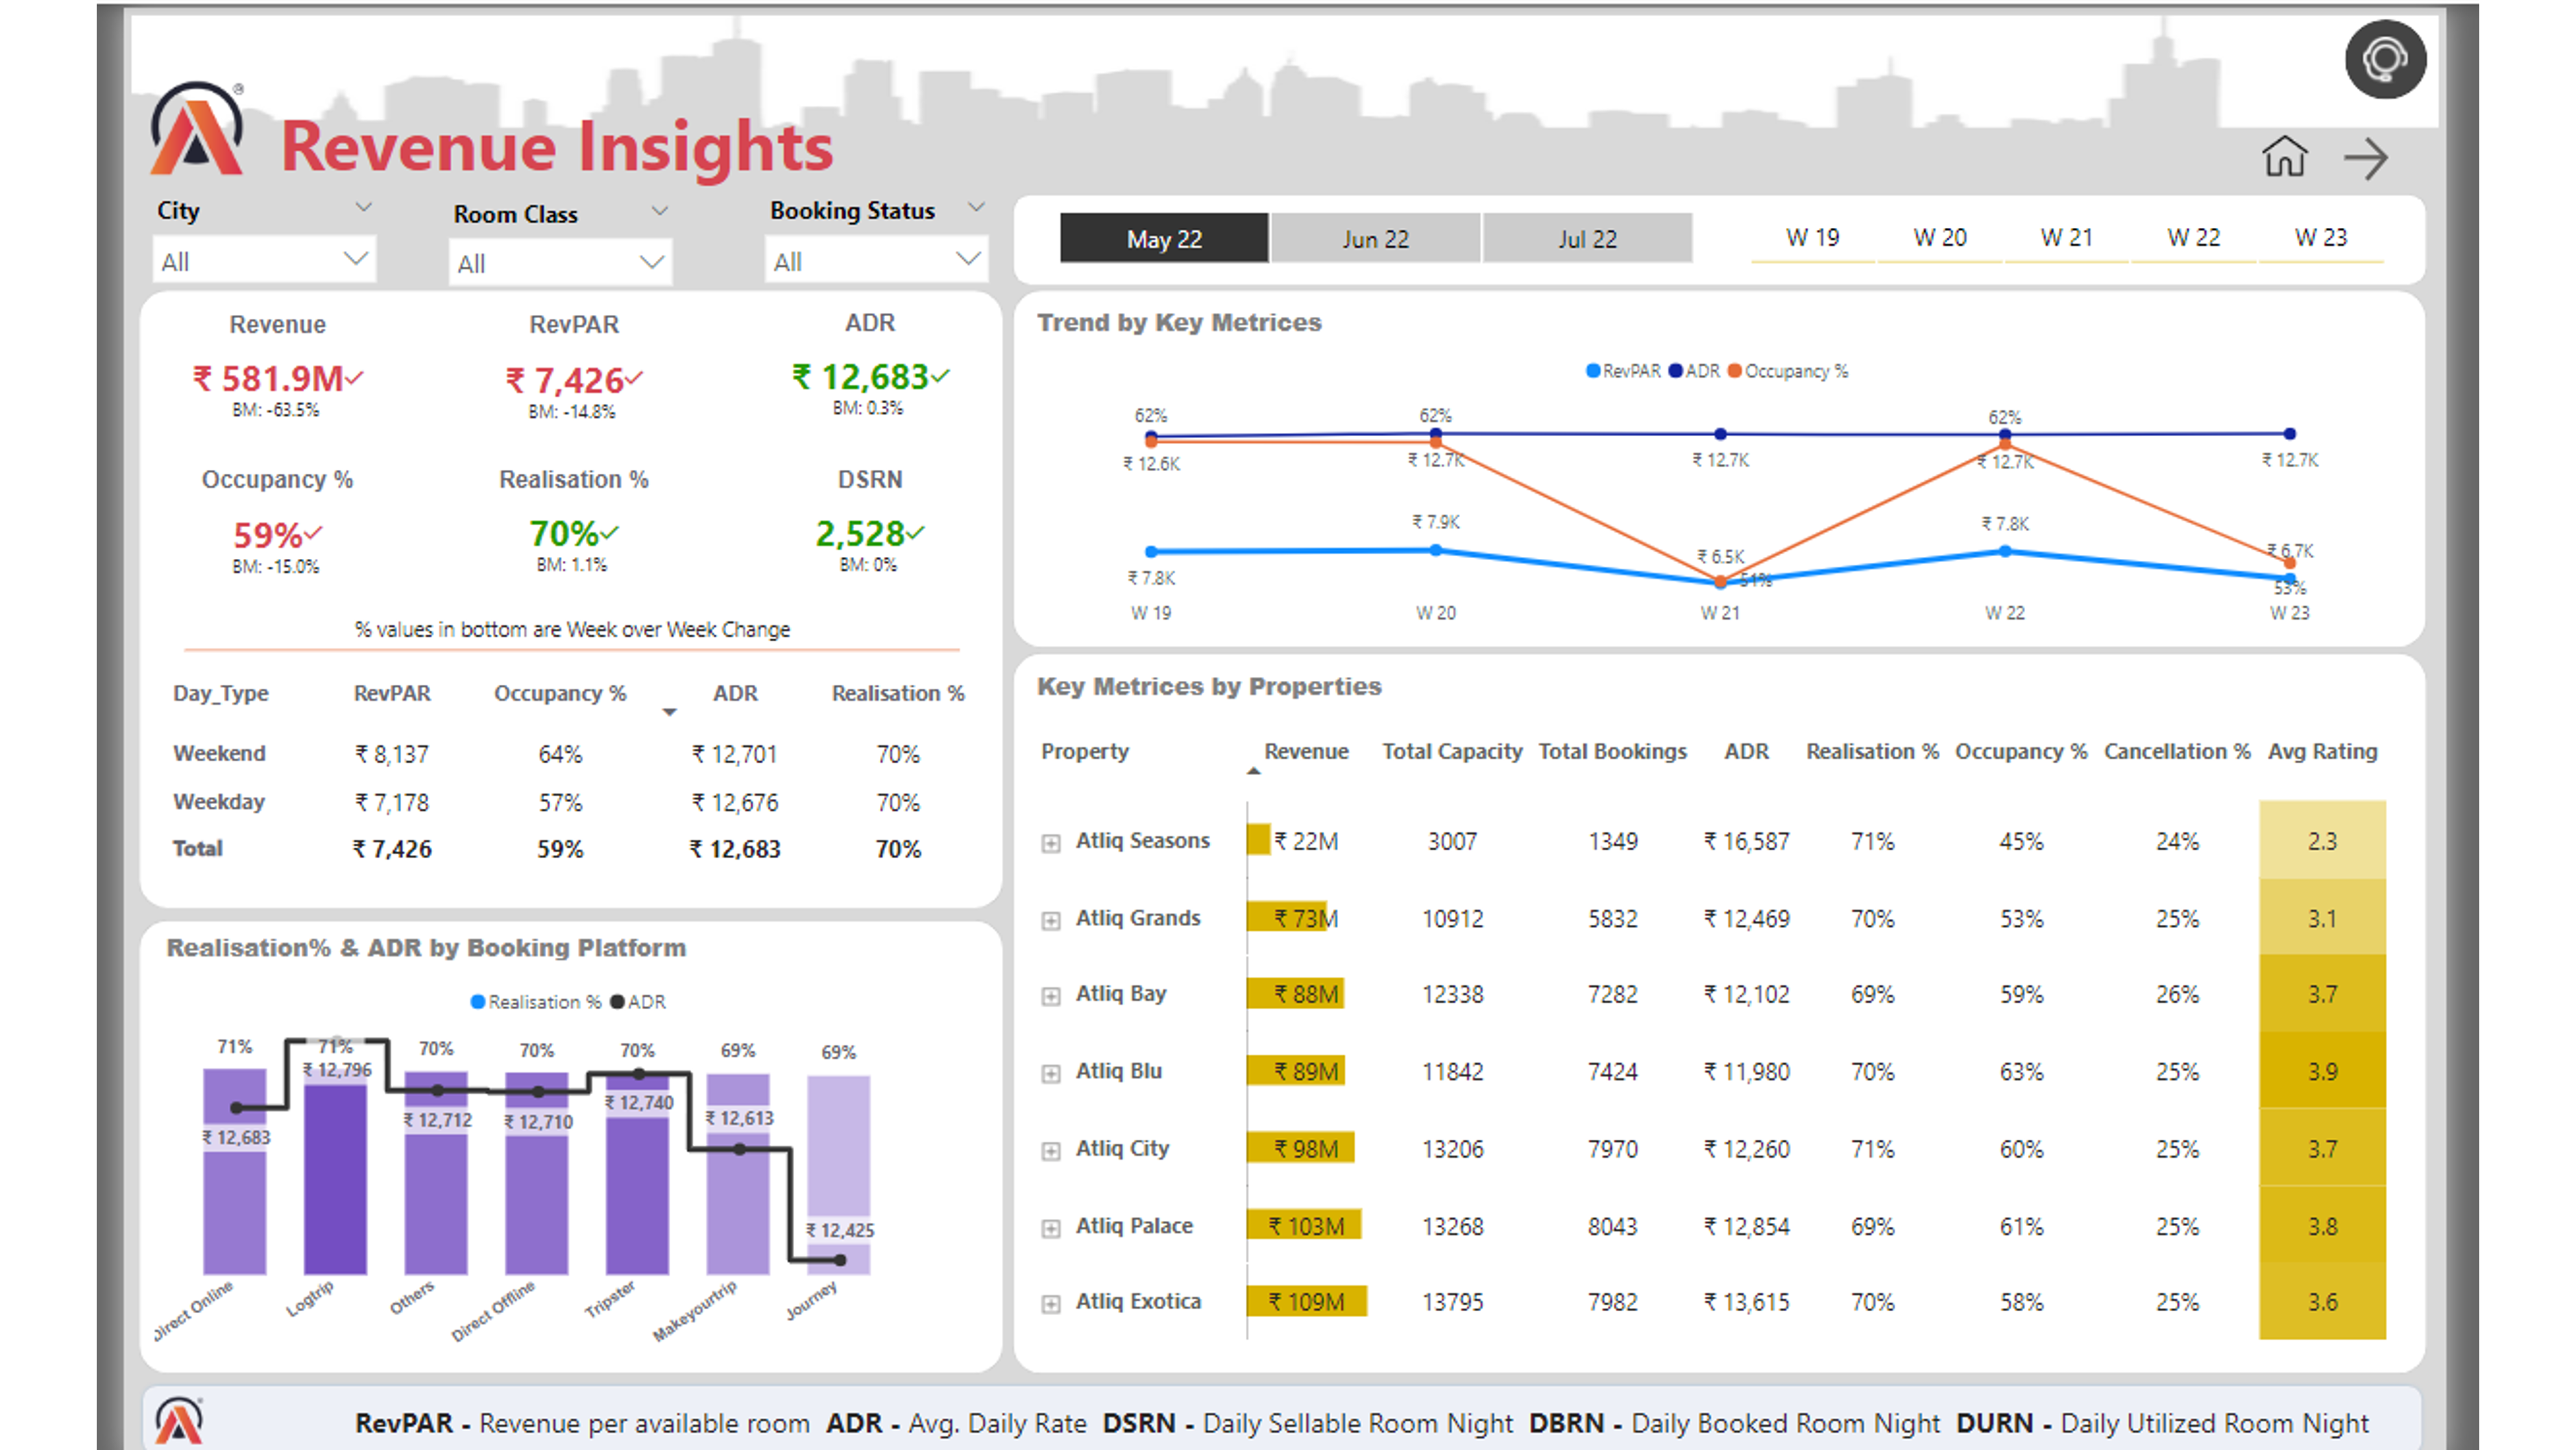 Revenue Insights
City
Room Class
Booking Status
All
All
All
May 22
Jun 22
Jul 22
W 19
W 20
W 21
W 22
W 23
Revenue
RevPAR
ADR
₹ 581.9M
₹ 7,426
₹ 12,683
BM: -63.5%
BM: -14.8%
BM: 0.3%
Occupancy %
Realisation %
DSRN
59%
70%
2,528
BM: -15.0%
BM: 1.1%
BM: 0%
% values in bottom are Week over Week Change
Day_Type RevPAR Occupancy % ADR Realisation %
Weekend ₹ 8,137 64% ₹ 12,701 70%
Weekday ₹ 7,178 57% ₹ 12,676 70%
Total ₹ 7,426 59% ₹ 12,683 70%
Realisation% & ADR by Booking Platform
Realisation % ADR
71% 71% 70% 70% 70% 69% 69%
₹ 12,683 ₹ 12,796 ₹ 12,712 ₹ 12,710 ₹ 12,740 ₹ 12,613 ₹ 12,425
Direct Online
Logtrip
Others
Direct Offline
Tripster
Makeyourtrip
Journey
Trend by Key Metrices
RevPAR ADR Occupancy %
62% 62% 62%
₹ 12.6K ₹ 12.7K ₹ 12.7K ₹ 12.7K ₹ 12.7K
₹ 7.9K ₹ 7.8K
₹ 6.5K ₹ 6.7K
₹ 7.8K 51% 53%
W 19 W 20 W 21 W 22 W 23
Key Metrices by Properties
Property Revenue Total Capacity Total Bookings ADR Realisation % Occupancy % Cancellation % Avg Rating
Atliq Seasons ₹ 22M 3007 1349 ₹ 16,587 71% 45% 24% 2.3
Atliq Grands ₹ 73M 10912 5832 ₹ 12,469 70% 53% 25% 3.1
Atliq Bay ₹ 88M 12338 7282 ₹ 12,102 69% 59% 26% 3.7
Atliq Blu ₹ 89M 11842 7424 ₹ 11,980 70% 63% 25% 3.9
Atliq City ₹ 98M 13206 7970 ₹ 12,260 71% 60% 25% 3.7
Atliq Palace ₹ 103M 13268 8043 ₹ 12,854 69% 61% 25% 3.8
Atliq Exotica ₹ 109M 13795 7982 ₹ 13,615 70% 58% 25% 3.6
RevPAR - Revenue per available room ADR - Avg. Daily Rate DSRN - Daily Sellable Room Night DBRN - Daily Booked Room Night DURN - Daily Utilized Room Night